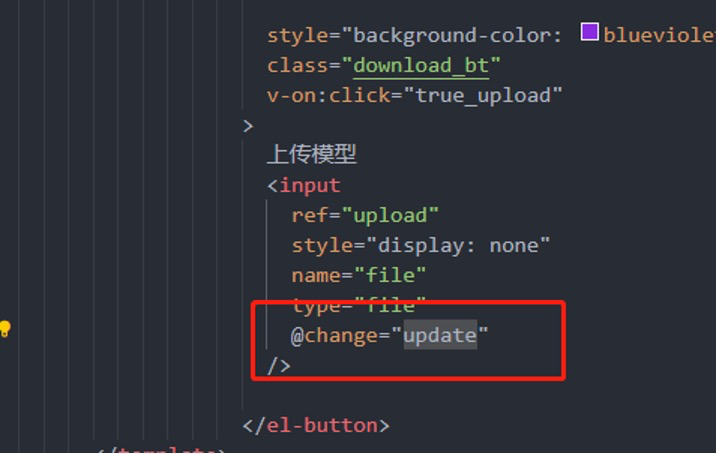 style="background-color: blueviolet
class="download_bt"
v-on:click="true_upload"
>
上传模型
<input
ref="upload"
style="display: none"
name="file"
type="file"
@change="update"
/>
</el-button>
</template>